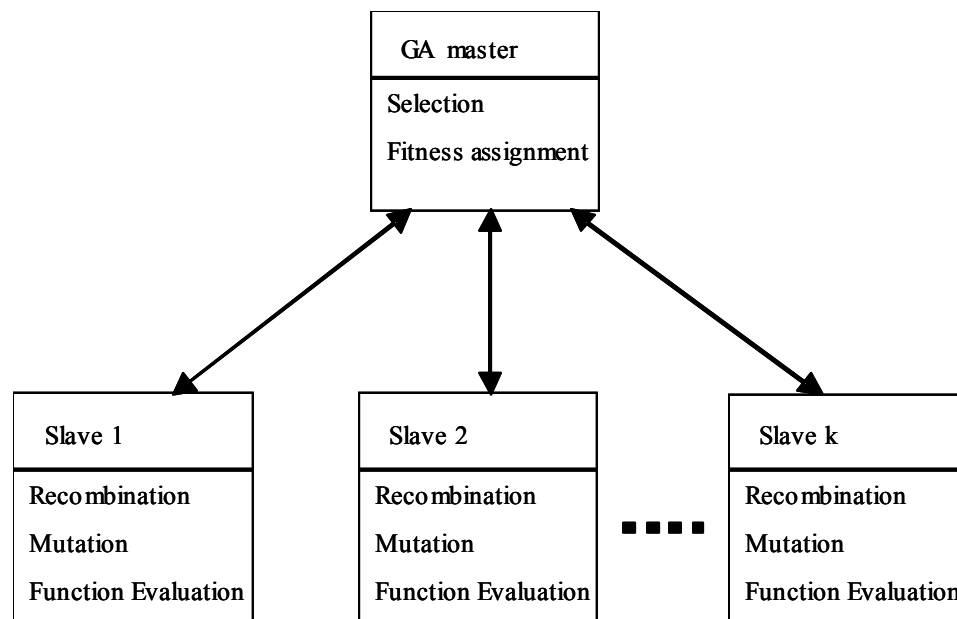 GA master
Selection
Fitness assignment
Slave 1
Recombination
Mutation
Function Evaluation
Slave 2
Recombination
Mutation
Function Evaluation
Slave k
Recombination
Mutation
Function Evaluation